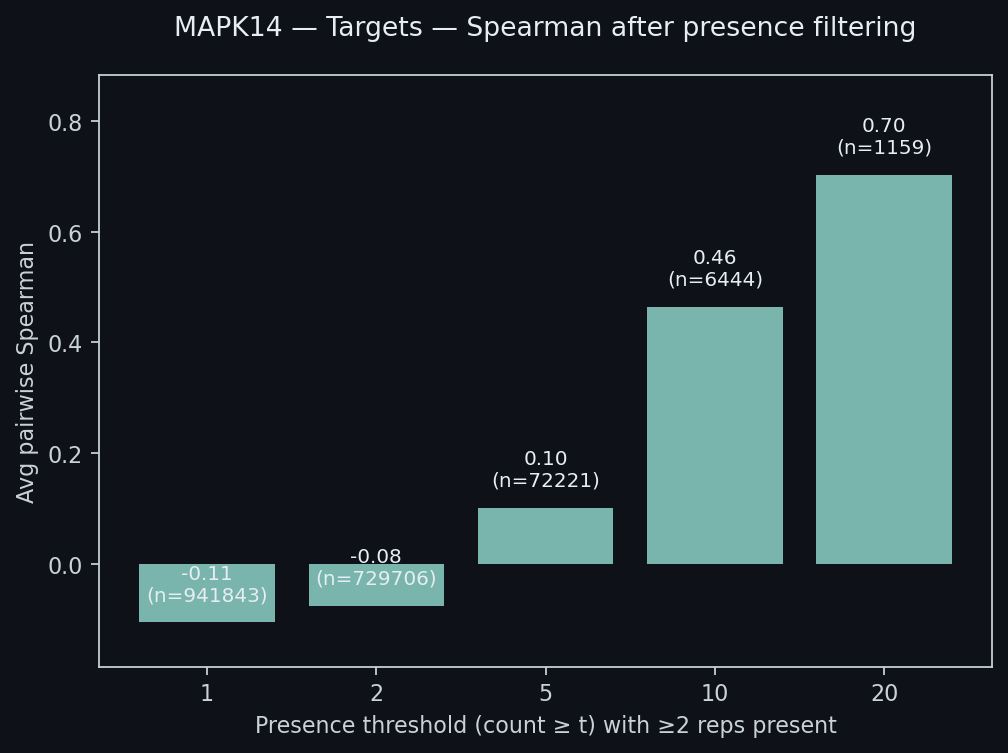 MAPK14 — Targets — Spearman after presence filtering
Avg pairwise Spearman
0.8
0.6
0.4
0.2
0.0
-0.11
(n=941843)
-0.08
(n=729706)
0.10
(n=72221)
0.46
(n=6444)
0.70
(n=1159)
1
2
5
10
20
Presence threshold (count ≥ t) with ≥2 reps present